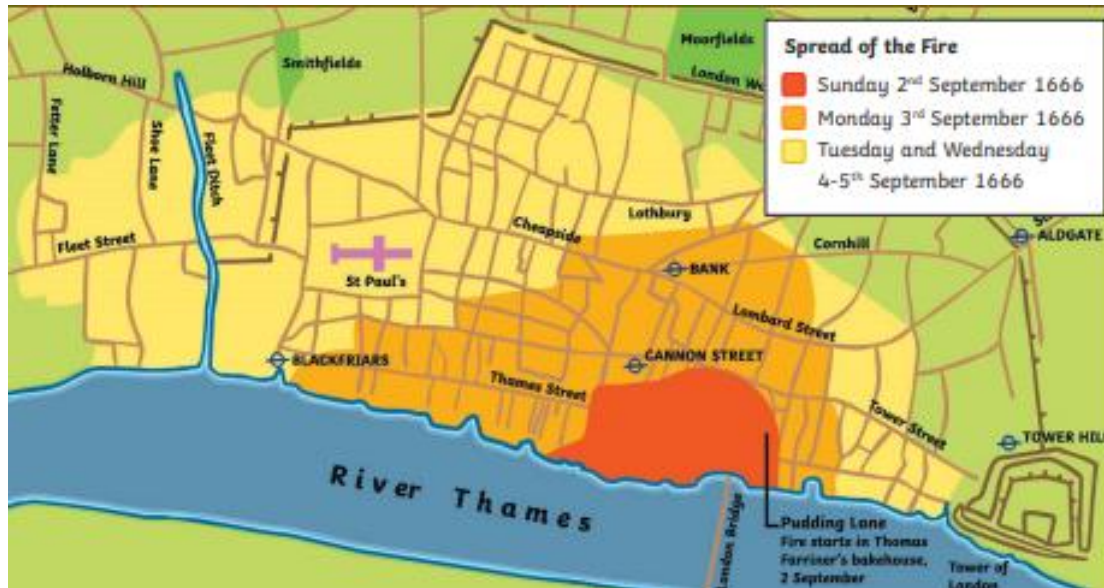 Spread of the Fire
Sunday 2nd September 1666
Monday 3rd September 1666
Tuesday and Wednesday
4-5th September 1666
Moorfields
Smithfields
Holborn Hill
London
Fetter Lane
Shoe Lane
Fleet Ditch
Fleet Street
St Paul's
Cheapside
Lothbury
Cornhill
ALDGATE
BANK
Lombard Street
BLACKFRIARS
CANNON STREET
Thames Street
Tower Street
TOWER HILL
River Thames
London Bridge
Pudding Lane
Fire starts in Thomas
Farriner's bakehouse,
2 September
Tower of
London